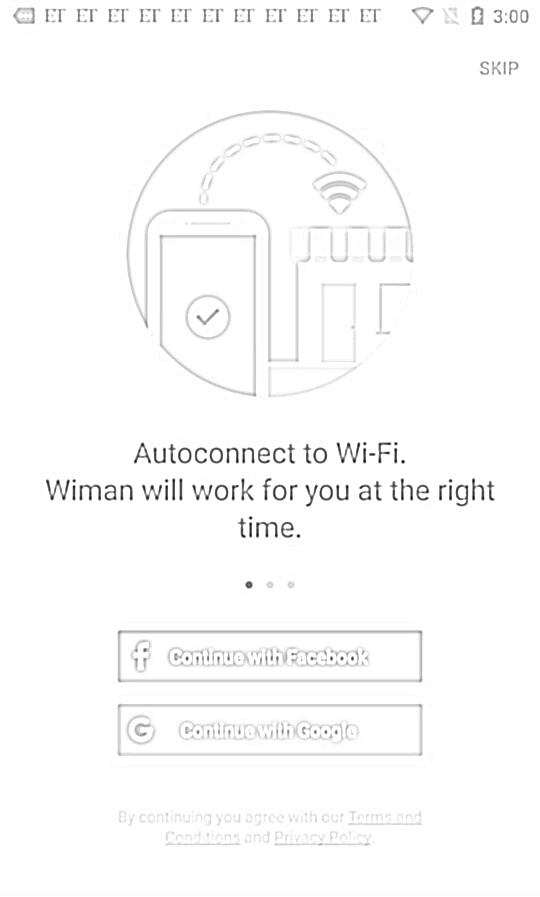 ET ET ET ET ET ET ET ET ET ET ET 3:00
SKIP
Autoconnect to Wi-Fi.
Wiman will work for you at the right
time.
Continue with Facebook
Continue with Google
By continuing you agree with our Terms and
Conditions and Privacy Policy.